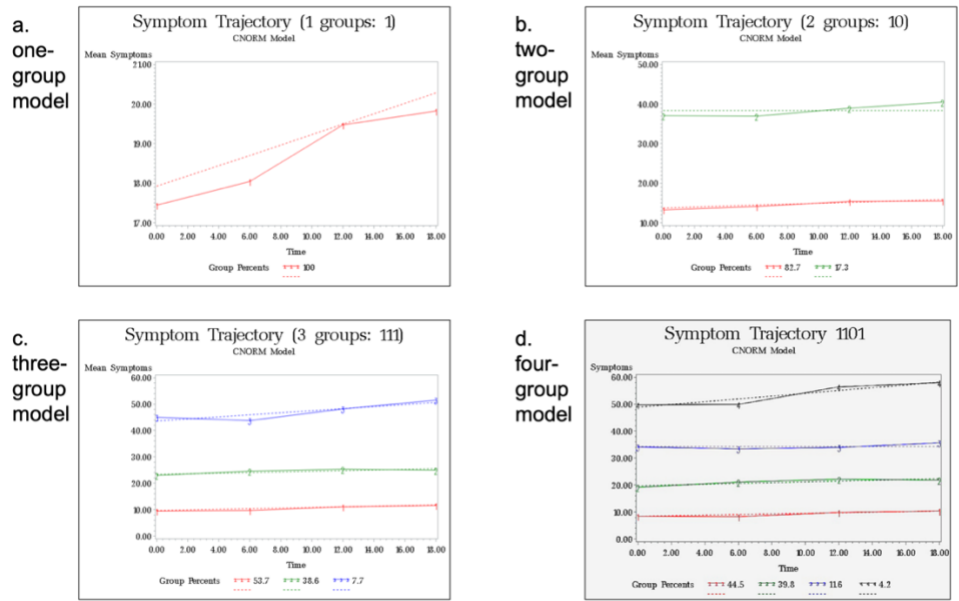 a.
one-
group
model
Symptom Trajectory (1 groups: 1)
CNORM Model
Mean Symptoms
21.00
20.00
19.00
18.00
17.00
0.00 2.00 4.00 6.00 8.00 10.00 12.00 14.00 16.00 18.00
Time
Group Percents 100
b.
two-
group
model
Symptom Trajectory (2 groups: 10)
CNORM Model
Mean Symptoms
50.00
40.00
30.00
20.00
10.00
0.00 2.00 4.00 6.00 8.00 10.00 12.00 14.00 16.00 18.00
Time
Group Percents 82.7 17.3
c.
three-
group
model
Symptom Trajectory (3 groups: 111)
CNORM Model
Mean Symptoms
60.00
50.00
40.00
30.00
20.00
10.00
0.00
0.00 2.00 4.00 6.00 8.00 10.00 12.00 14.00 16.00 18.00
Time
Group Percents 53.7 38.6 7.7
d.
four-
group
model
Symptom Trajectory 1101
CNORM Model
Symptoms
60.00
50.00
40.00
30.00
20.00
10.00
0.00
0.00 2.00 4.00 6.00 8.00 10.00 12.00 14.00 16.00 18.00
Time
Group Percents 44.5 39.8 11.6 4.2